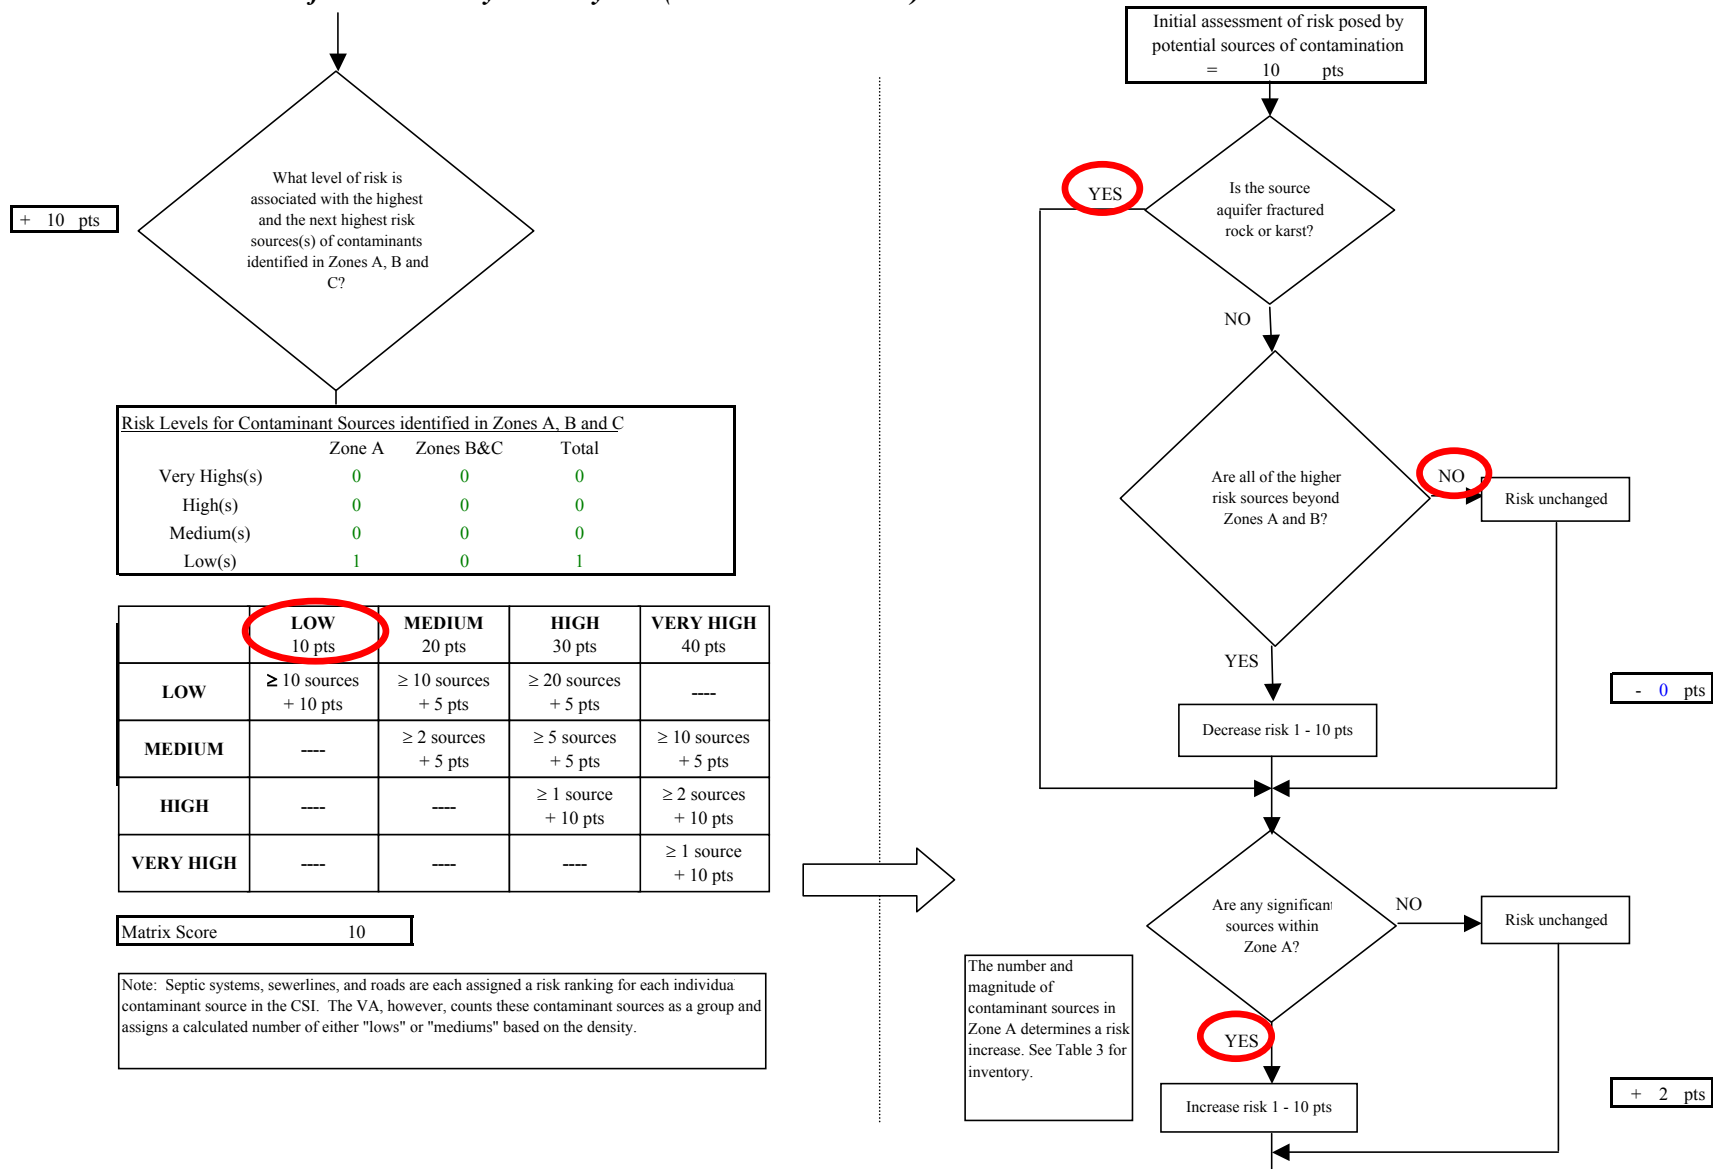 What level of risk is
associated with the highest
and the next highest risk
sources(s) of contaminants
identified in Zones A, B and
C?
+ 10 pts
Risk Levels for Contaminant Sources identified in Zones A, B and C
Zone A Zones B&C Total
Very Highs(s) 0 0 0
High(s) 0 0 0
Medium(s) 0 0 0
Low(s) 1 0 1
LOW MEDIUM HIGH VERY HIGH
10 pts 20 pts 30 pts 40 pts
LOW ≥ 10 sources ≥ 10 sources ≥ 20 sources ----
+ 10 pts + 5 pts + 5 pts
MEDIUM ---- ≥ 2 sources ≥ 5 sources ≥ 10 sources
+ 5 pts + 5 pts + 5 pts
HIGH ---- ---- ≥ 1 source ≥ 2 sources
+ 10 pts + 10 pts
VERY HIGH ---- ---- ---- ≥ 1 source
+ 10 pts
Matrix Score 10
Note: Septic systems, sewerlines, and roads are each assigned a risk ranking for each individua
contaminant source in the CSI. The VA, however, counts these contaminant sources as a group and
assigns a calculated number of either "lows" or "mediums" based on the density.
Initial assessment of risk posed by
potential sources of contamination
= 10 pts
YES
Is the source
aquifer fractured
rock or karst?
NO
Are all of the higher
risk sources beyond
Zones A and B?
NO
Risk unchanged
YES
- 0 pts
Decrease risk 1 - 10 pts
Are any significant
sources within
Zone A?
NO
Risk unchanged
The number and
magnitude of
contaminant sources in
Zone A determines a risk
increase. See Table 3 for
inventory.
YES
Increase risk 1 - 10 pts
+ 2 pts